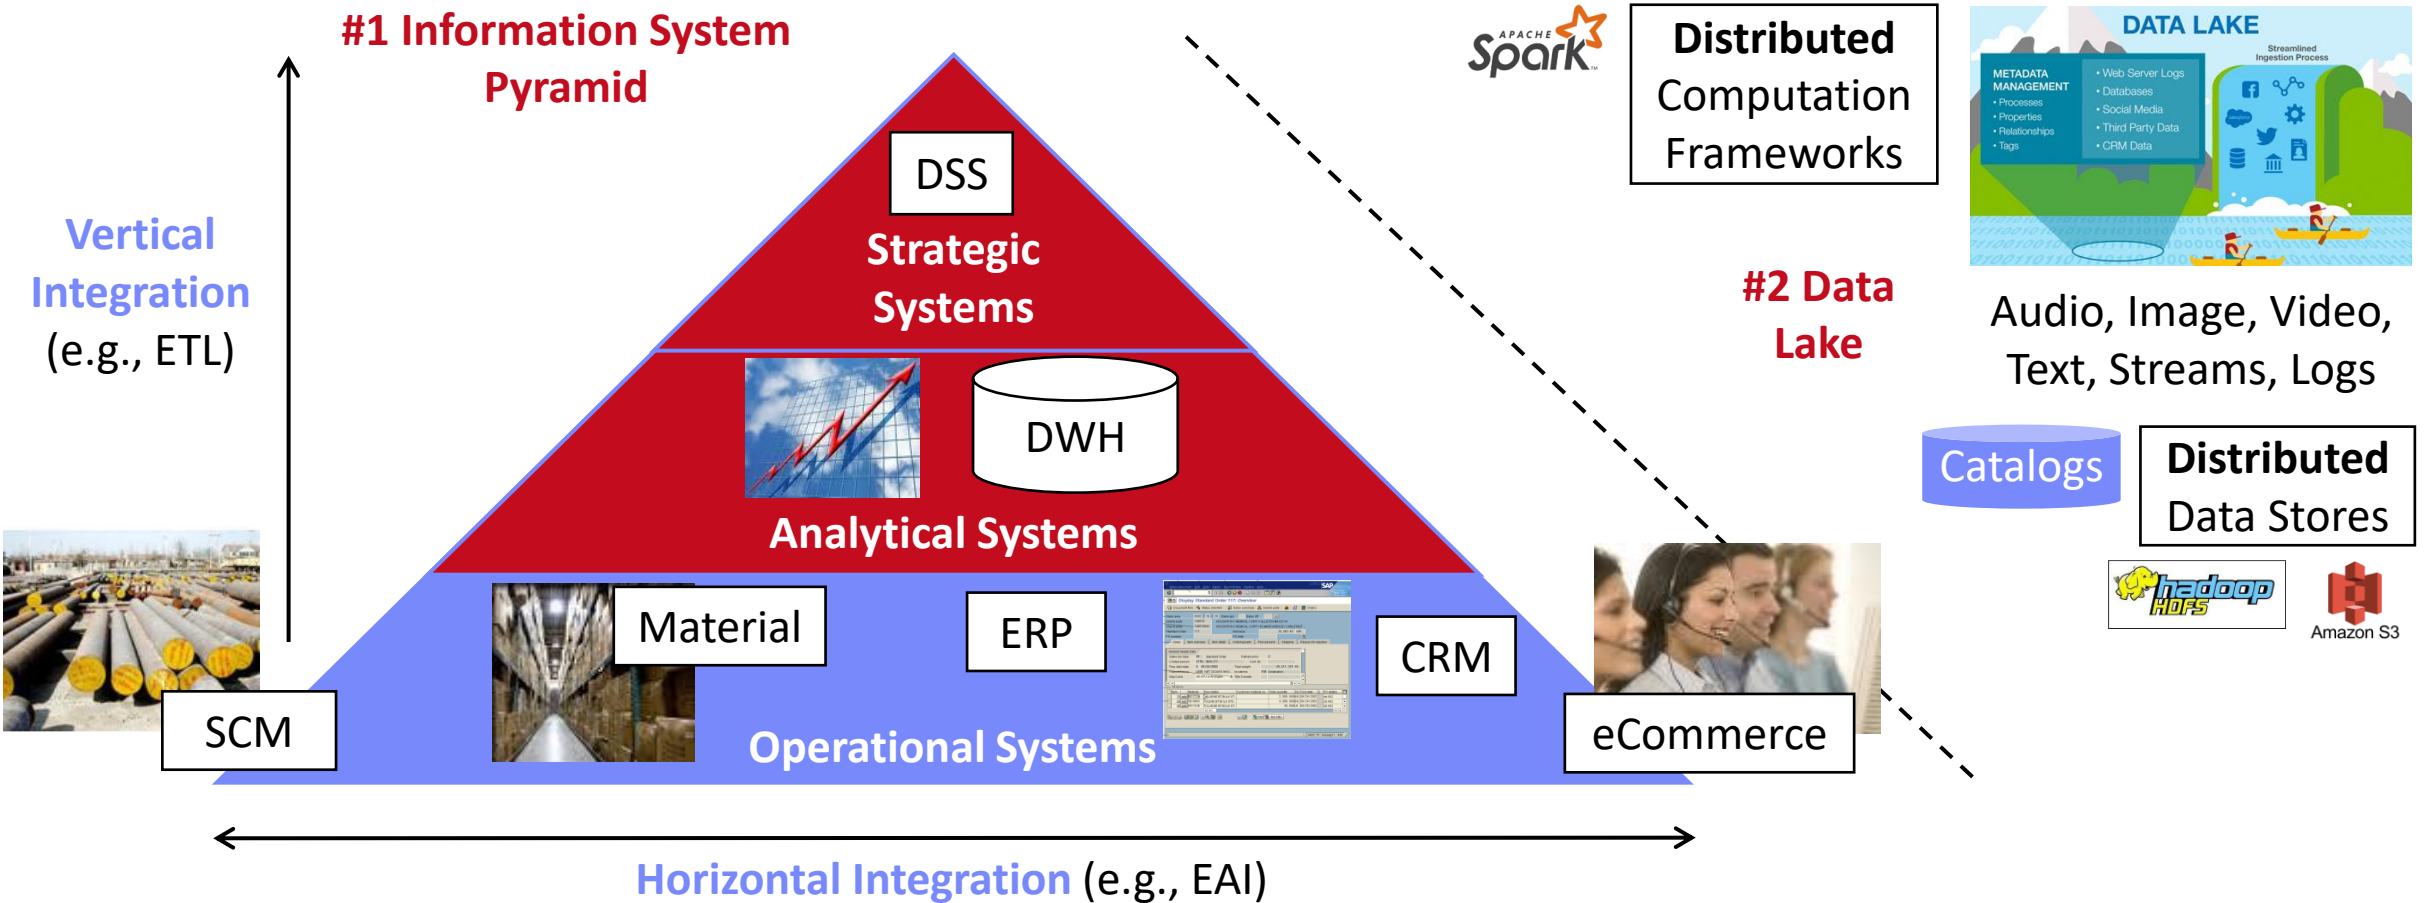 #1 Information System
Pyramid
Vertical
Integration
(e.g., ETL)
DSS
Strategic
Systems
DWH
Analytical Systems
SCM
Material
ERP
SAP
CRM
eCommerce
Operational Systems
Horizontal Integration (e.g., EAI)
APACHE
Spark
Distributed
Computation
Frameworks
DATA LAKE
Streamlined
Ingestion Process
METADATA
MANAGEMENT
• Processes
• Properties
• Relationships
• Tags
• Web Server Logs
• Databases
• Social Media
• Third Party Data
• CRM Data
#2 Data
Lake
Audio, Image, Video,
Text, Streams, Logs
Catalogs
Distributed
Data Stores
hadoop
HDFS
Amazon S3